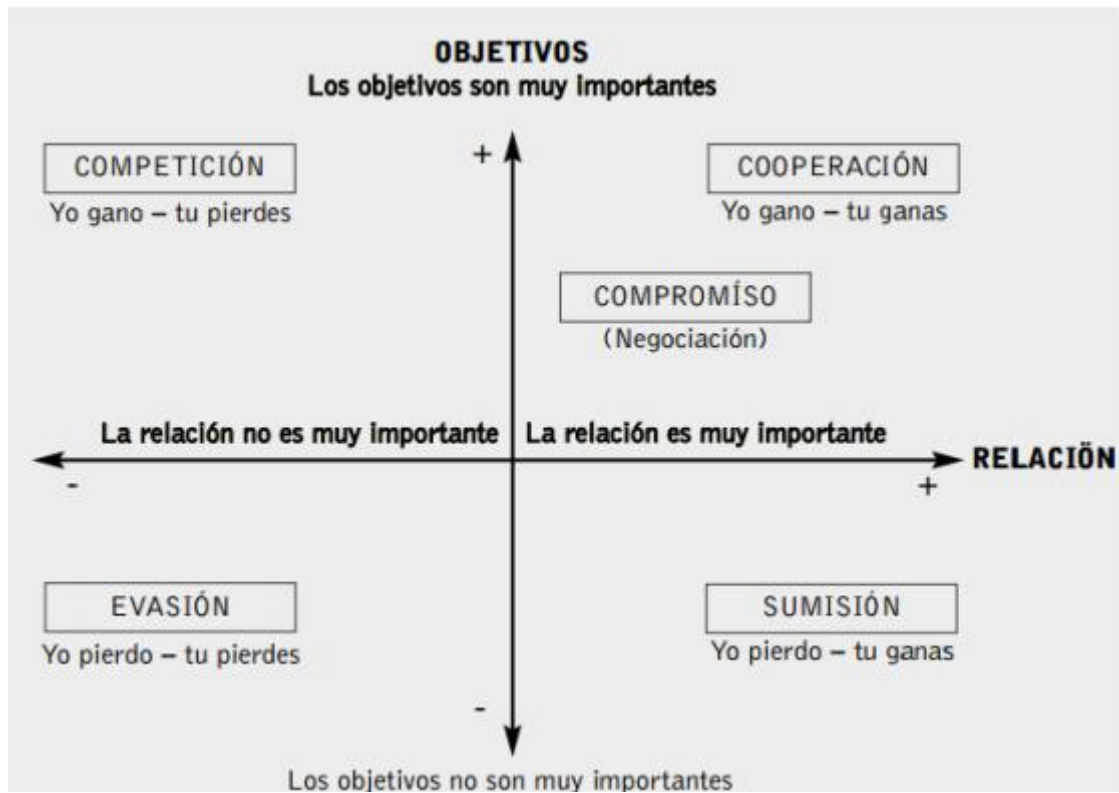 OBJETIVOS
Los objetivos son muy importantes
+
COMPETICIÓN
COOPERACIÓN
Yo gano – tu pierdes
Yo gano – tu ganas
COMPROMÍSO
(Negociación)
La relación no es muy importante
La relación es muy importante
RELACIÖN
-
+
EVASIÓN
SUMISIÓN
Yo pierdo – tu pierdes
Yo pierdo – tu ganas
-
Los objetivos no son muy importantes